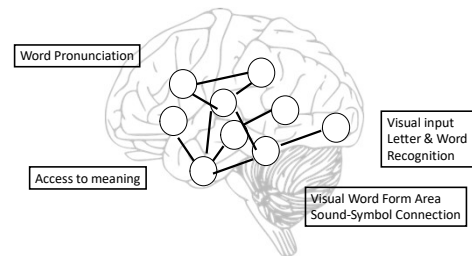 Word Pronunciation
Visual input
Letter & Word
Recognition
Access to meaning
Visual Word Form Area
Sound-Symbol Connection